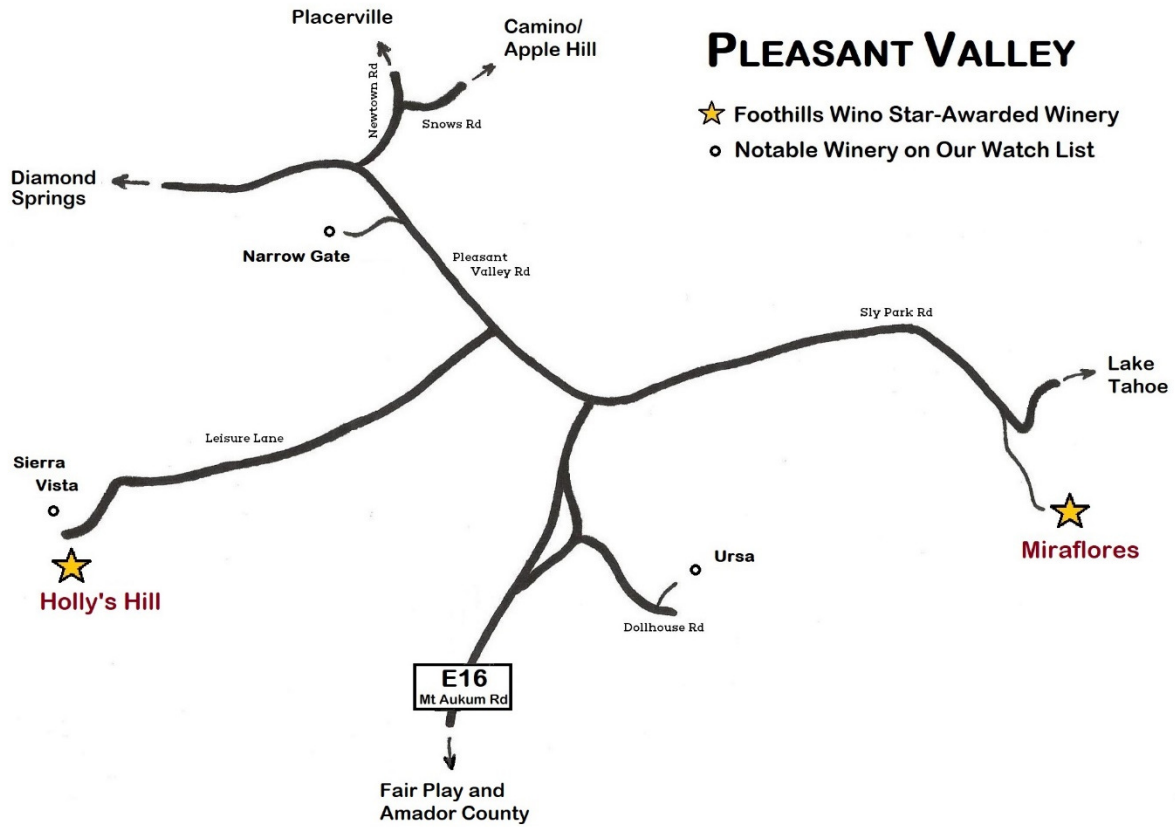 Placerville
Camino/
Apple Hill
PLEASANT VALLEY
Foothills Wino Star-Awarded Winery
Notable Winery on Our Watch List
Newtown Rd
Snows Rd
Diamond
Springs
Narrow Gate
Pleasant
Valley Rd
Sly Park Rd
Lake
Tahoe
Leisure Lane
Sierra
Vista
Holly's Hill
Miraflores
Ursa
Dollhouse Rd
E16
Mt Aukum Rd
Fair Play and
Amador County